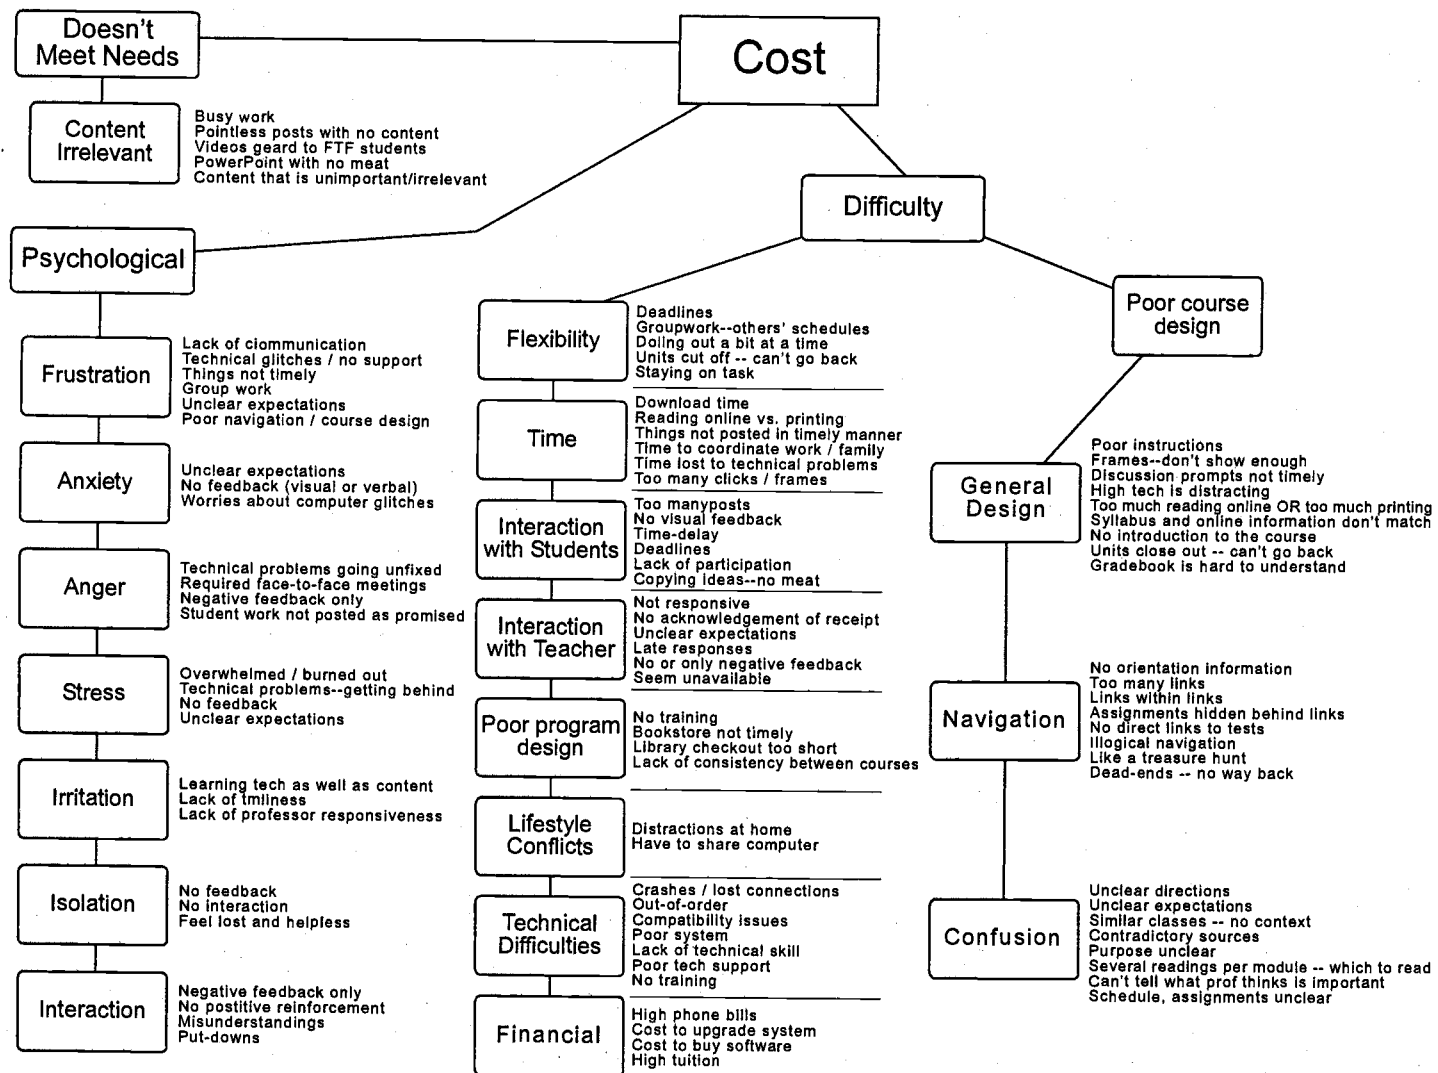 Doesn't
Meet Needs
Cost
Content
Irrelevant
Busy work
Pointless posts with no content
Videos geard to FTF students
PowerPoint with no meat
Content that is unimportant/irrelevant
Difficulty
Psychological
Poor course
design
Frustration
Lack of ciommunication
Technical glitches / no support
Things not timely
Group work
Unclear expectations
Poor navigation / course design
Anxiety
Unclear expectations
No feedback (visual or verbal)
Worries about computer glitches
Anger
Technical problems going unfixed
Required face-to-face meetings
Negative feedback only
Student work not posted as promised
Stress
Overwhelmed / burned out
Technical problems--getting behind
No feedback
Unclear expectations
Irritation
Learning tech as well as content
Lack of tmliness
Lack of professor responsiveness
Isolation
No feedback
No interaction
Feel lost and helpless
Interaction
Negative feedback only
No postitive reinforcement
Misunderstandings
Put-downs
Flexibility
Deadlines
Groupwork--others' schedules
Doling out a bit at a time
Units cut off -- can't go back
Staying on task
Time
Download time
Reading online vs. printing
Things not posted in timely manner
Time to coordinate work / family
Time lost to technical problems
Too many clicks / frames
Interaction
with Students
Too manyposts
No visual feedback
Time-delay
Deadlines
Lack of participation
Copying ideas--no meat
Interaction
with Teacher
Not responsive
No acknowledgement of receipt
Unclear expectations
Late responses
No or only negative feedback
Seem unavailable
Poor program
design
No training
Bookstore not timely
Library checkout too short
Lack of consistency between courses
Lifestyle
Conflicts
Distractions at home
Have to share computer
Technical
Difficulties
Crashes / lost connections
Out-of-order
Compatibility issues
Poor system
Lack of technical skill
Poor tech support
No training
Financial
High phone bills
Cost to upgrade system
Cost to buy software
High tuition
General
Design
Poor instructions
Frames--don't show enough
Discussion prompts not timely
High tech is distracting
Too much reading online OR too much printing
Syllabus and online information don't match
No introduction to the course
Units close out -- can't go back
Gradebook is hard to understand
Navigation
No orientation information
Too many links
Links within links
Assignments hidden behind links
No direct links to tests
Illogical navigation
Like a treasure hunt
Dead-ends -- no way back
Confusion
Unclear directions
Unclear expectations
Similar classes -- no context
Contradictory sources
Purpose unclear
Several readings per module -- which to read
Can't tell what prof thinks is important
Schedule, assignments unclear